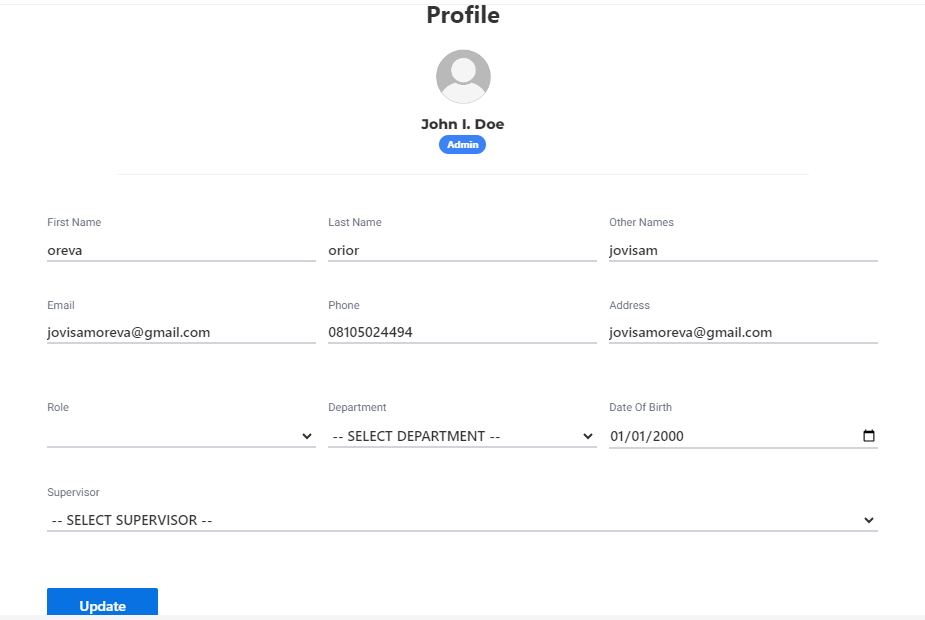 Profile
John I. Doe
Admin
First Name Last Name Other Names
oreva orior jovisam
Email Phone Address
jovisamoreva@gmail.com 08105024494 jovisamoreva@gmail.com
Role Department Date Of Birth
-- SELECT DEPARTMENT -- 01/01/2000
Supervisor
-- SELECT SUPERVISOR --
Update